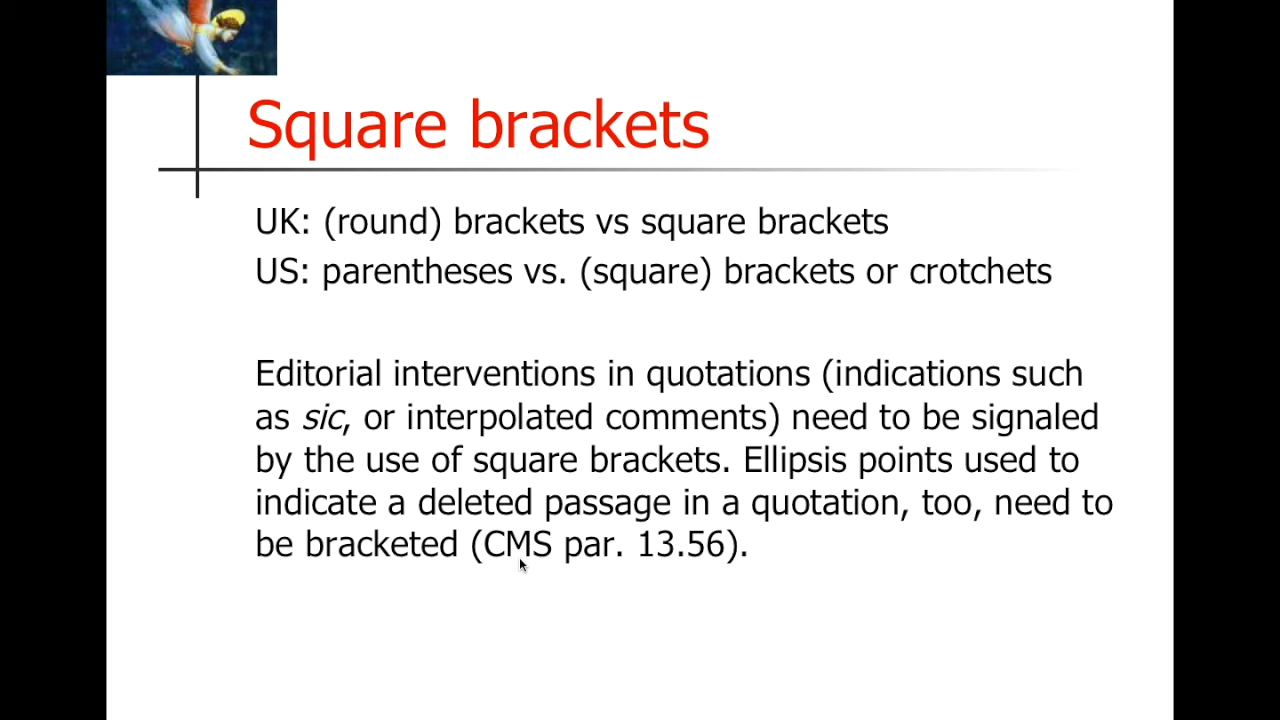 Square brackets
UK: (round) brackets vs square brackets
US: parentheses vs. (square) brackets or crotchets
Editorial interventions in quotations (indications such
as sic, or interpolated comments) need to be signaled
by the use of square brackets. Ellipsis points used to
indicate a deleted passage in a quotation, too, need to
be bracketed (CMS par. 13.56).